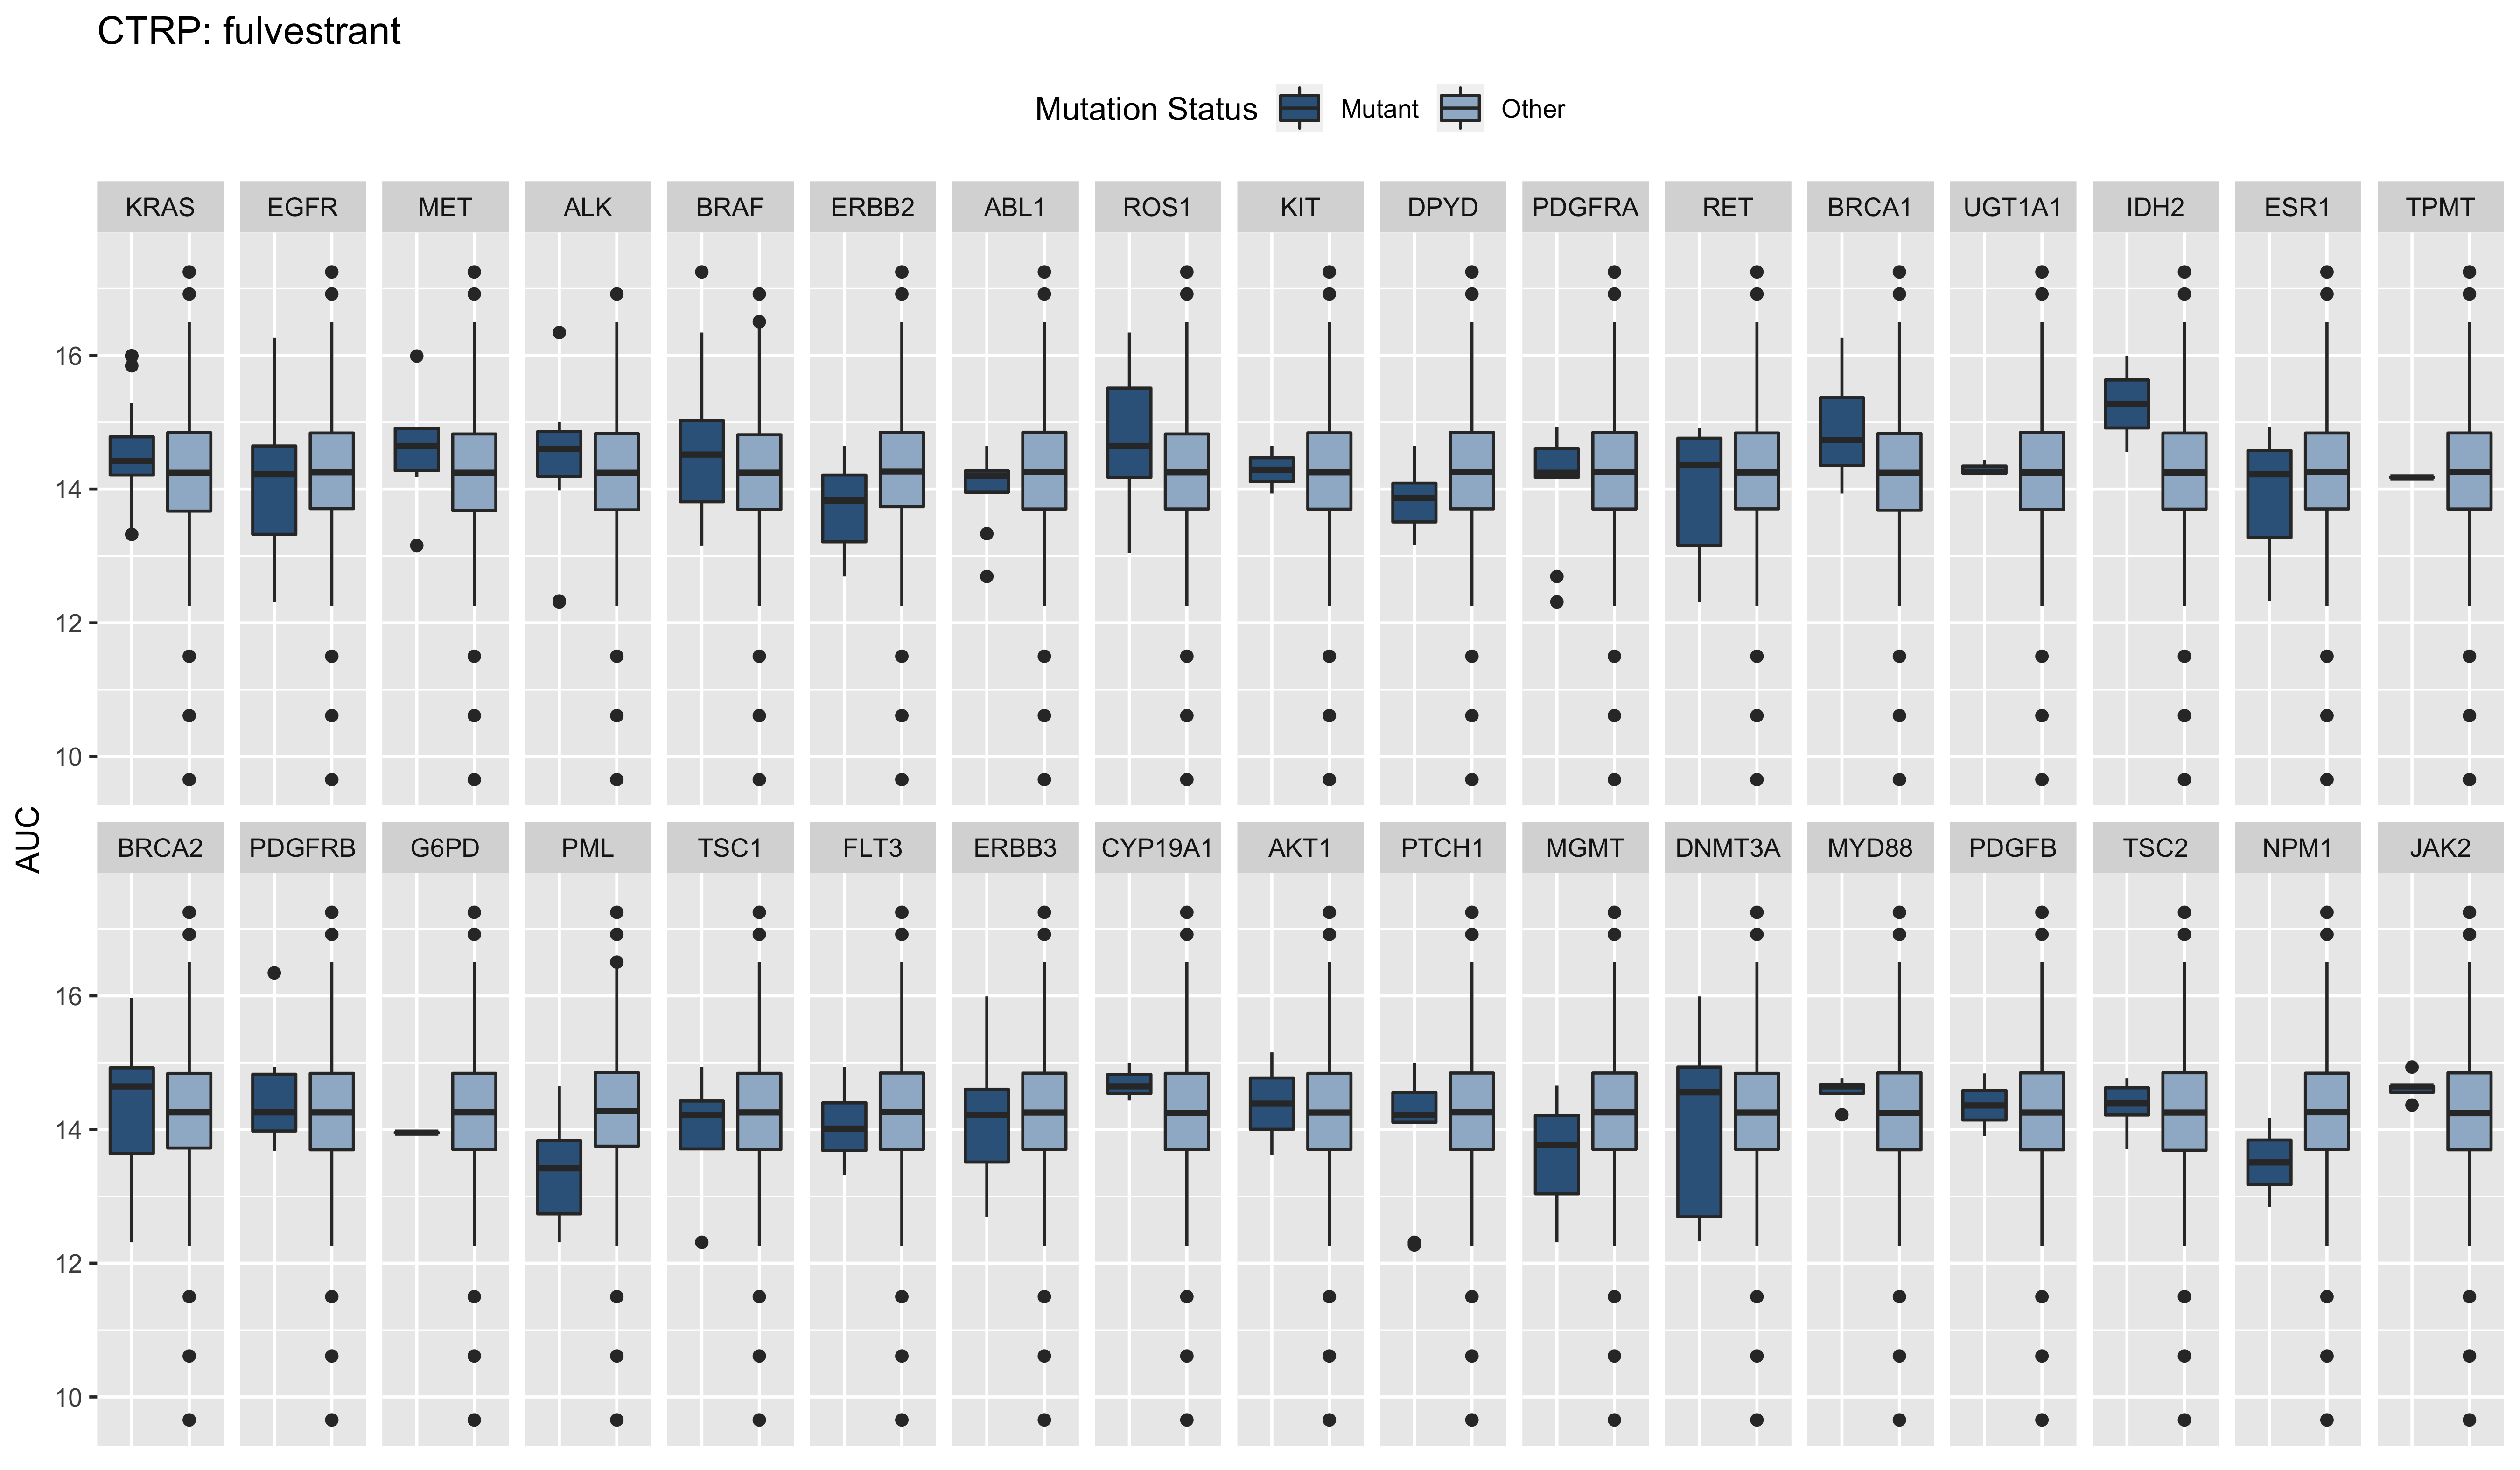 CTRP: fulvestrant
Mutation Status Mutant Other
KRAS EGFR MET ALK BRAF ERBB2 ABL1 ROS1 KIT DPYD PDGFRA RET BRCA1 UGT1A1 IDH2 ESR1 TPMT
16
14
12
10
AUC
BRCA2 PDGFRB G6PD PML TSC1 FLT3 ERBB3 CYP19A1 AKT1 PTCH1 MGMT DNMT3A MYD88 PDGFB TSC2 NPM1 JAK2
16
14
12
10